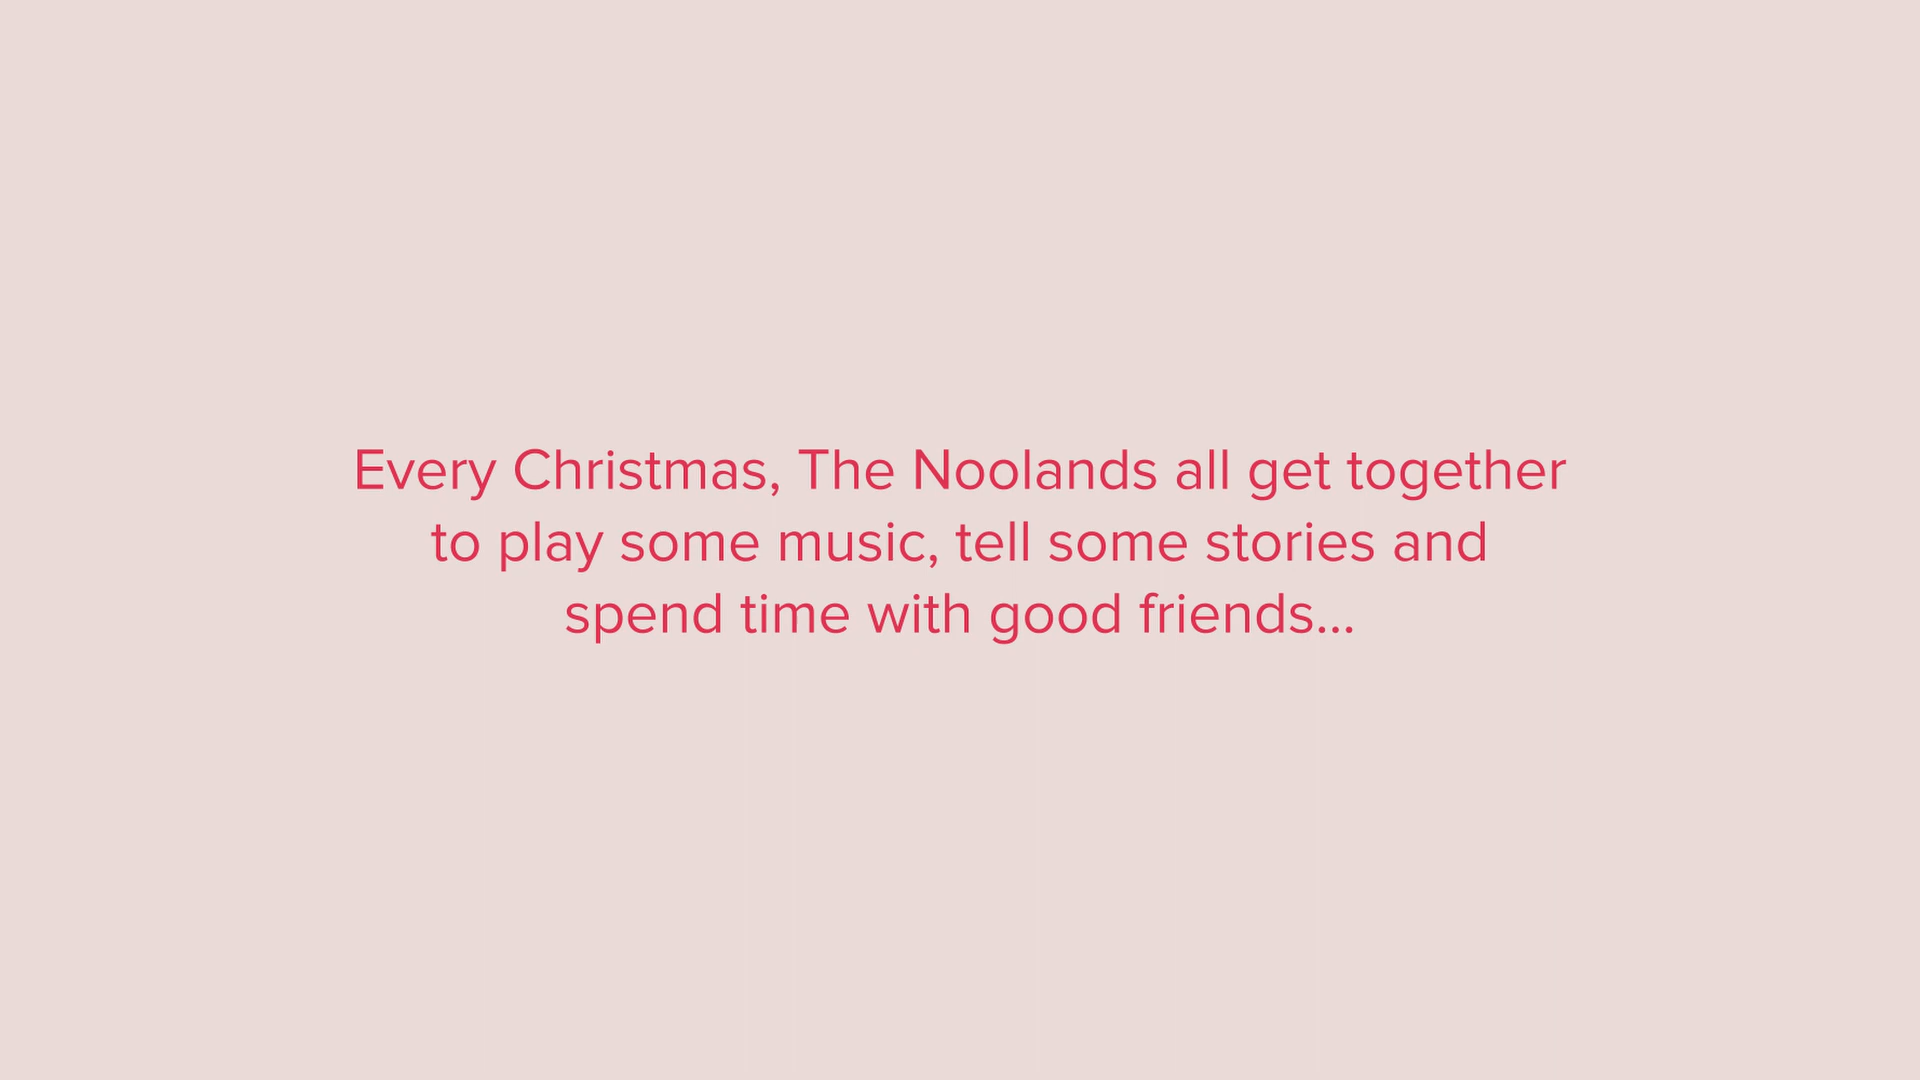 Every Christmas, The Noolands all get together
to play some music, tell some stories and
spend time with good friends...